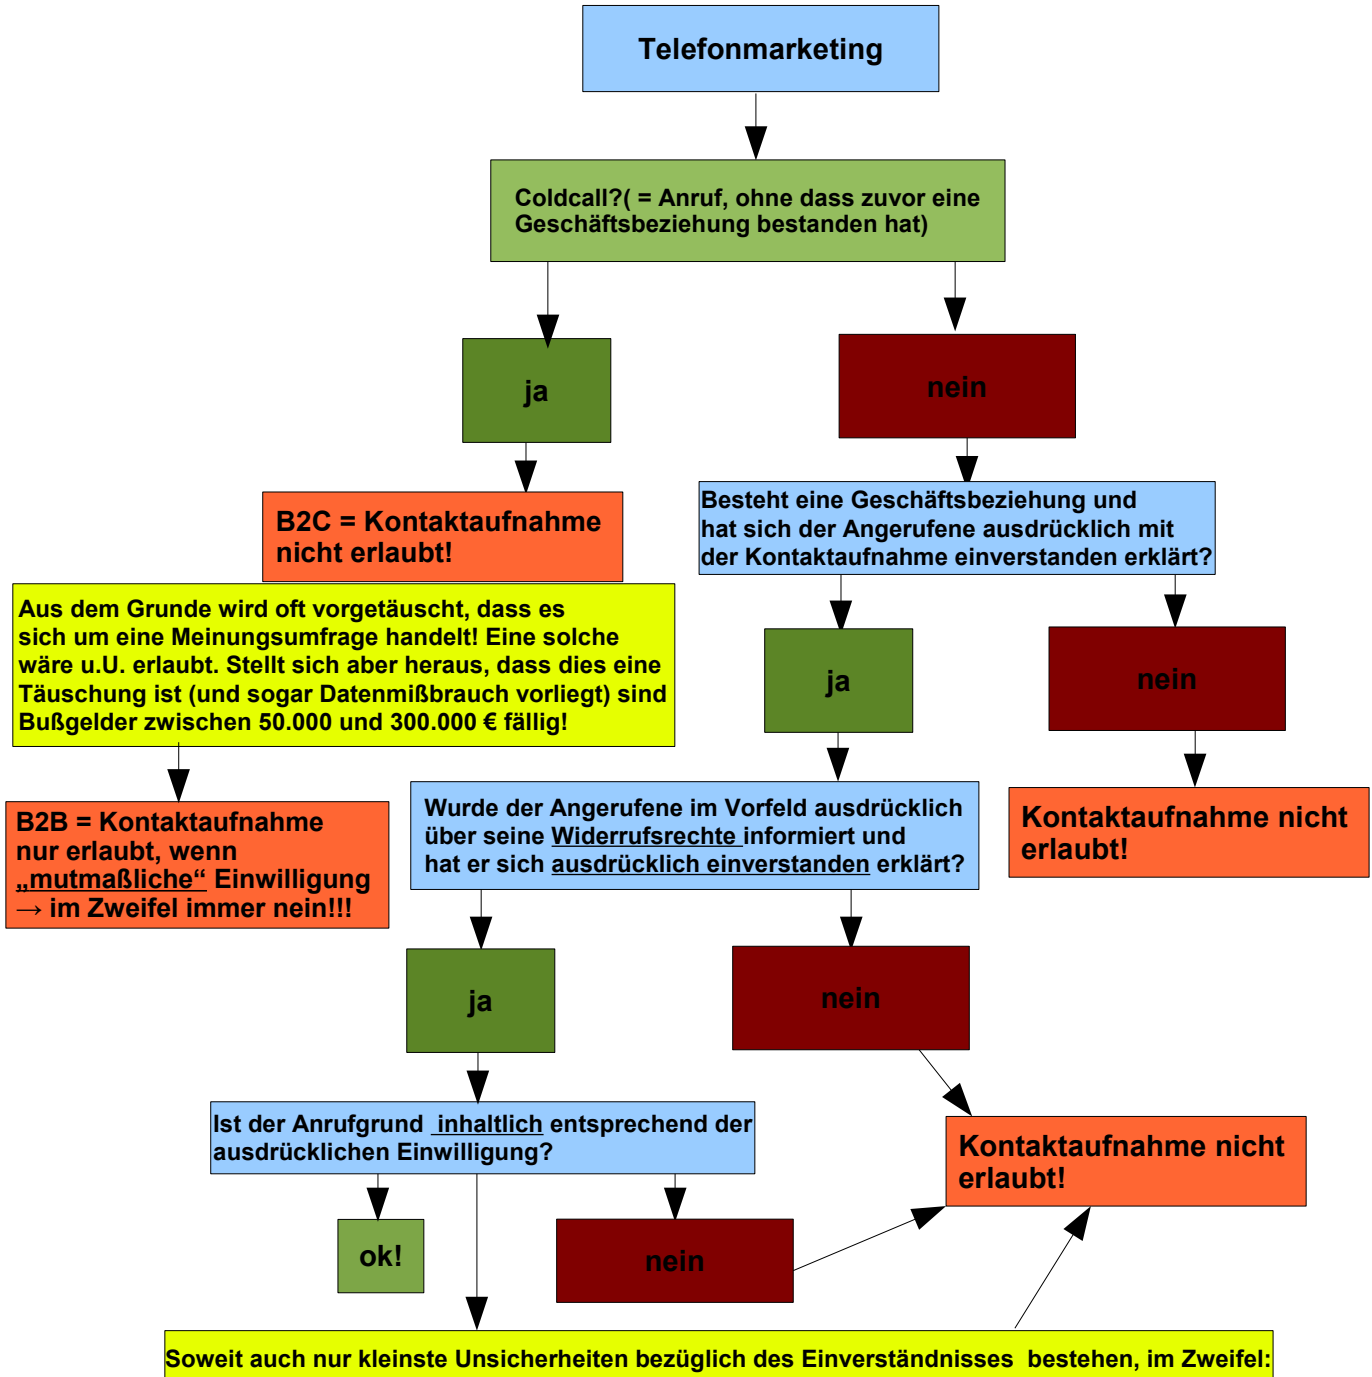 Telefonmarketing
Coldcall?( = Anruf, ohne dass zuvor eine
Geschäftsbeziehung bestanden hat)
ja
nein
B2C = Kontaktaufnahme
nicht erlaubt!
Besteht eine Geschäftsbeziehung und
hat sich der Angerufene ausdrücklich mit
der Kontaktaufnahme einverstanden erklärt?
Aus dem Grunde wird oft vorgetäuscht, dass es
sich um eine Meinungsumfrage handelt! Eine solche
wäre u.U. erlaubt. Stellt sich aber heraus, dass dies eine
Täuschung ist (und sogar Datenmißbrauch vorliegt) sind
Bußgelder zwischen 50.000 und 300.000 € fällig!
ja
nein
B2B = Kontaktaufnahme
nur erlaubt, wenn
„mutmaßliche“ Einwilligung
→ im Zweifel immer nein!!!
Wurde der Angerufene im Vorfeld ausdrücklich
über seine Widerrufsrechte informiert und
hat er sich ausdrücklich einverstanden erklärt?
Kontaktaufnahme nicht
erlaubt!
ja
nein
Ist der Anrufgrund inhaltlich entsprechend der
ausdrücklichen Einwilligung?
Kontaktaufnahme nicht
erlaubt!
ok!
nein
Soweit auch nur kleinste Unsicherheiten bezüglich des Einverständnisses bestehen, im Zweifel: